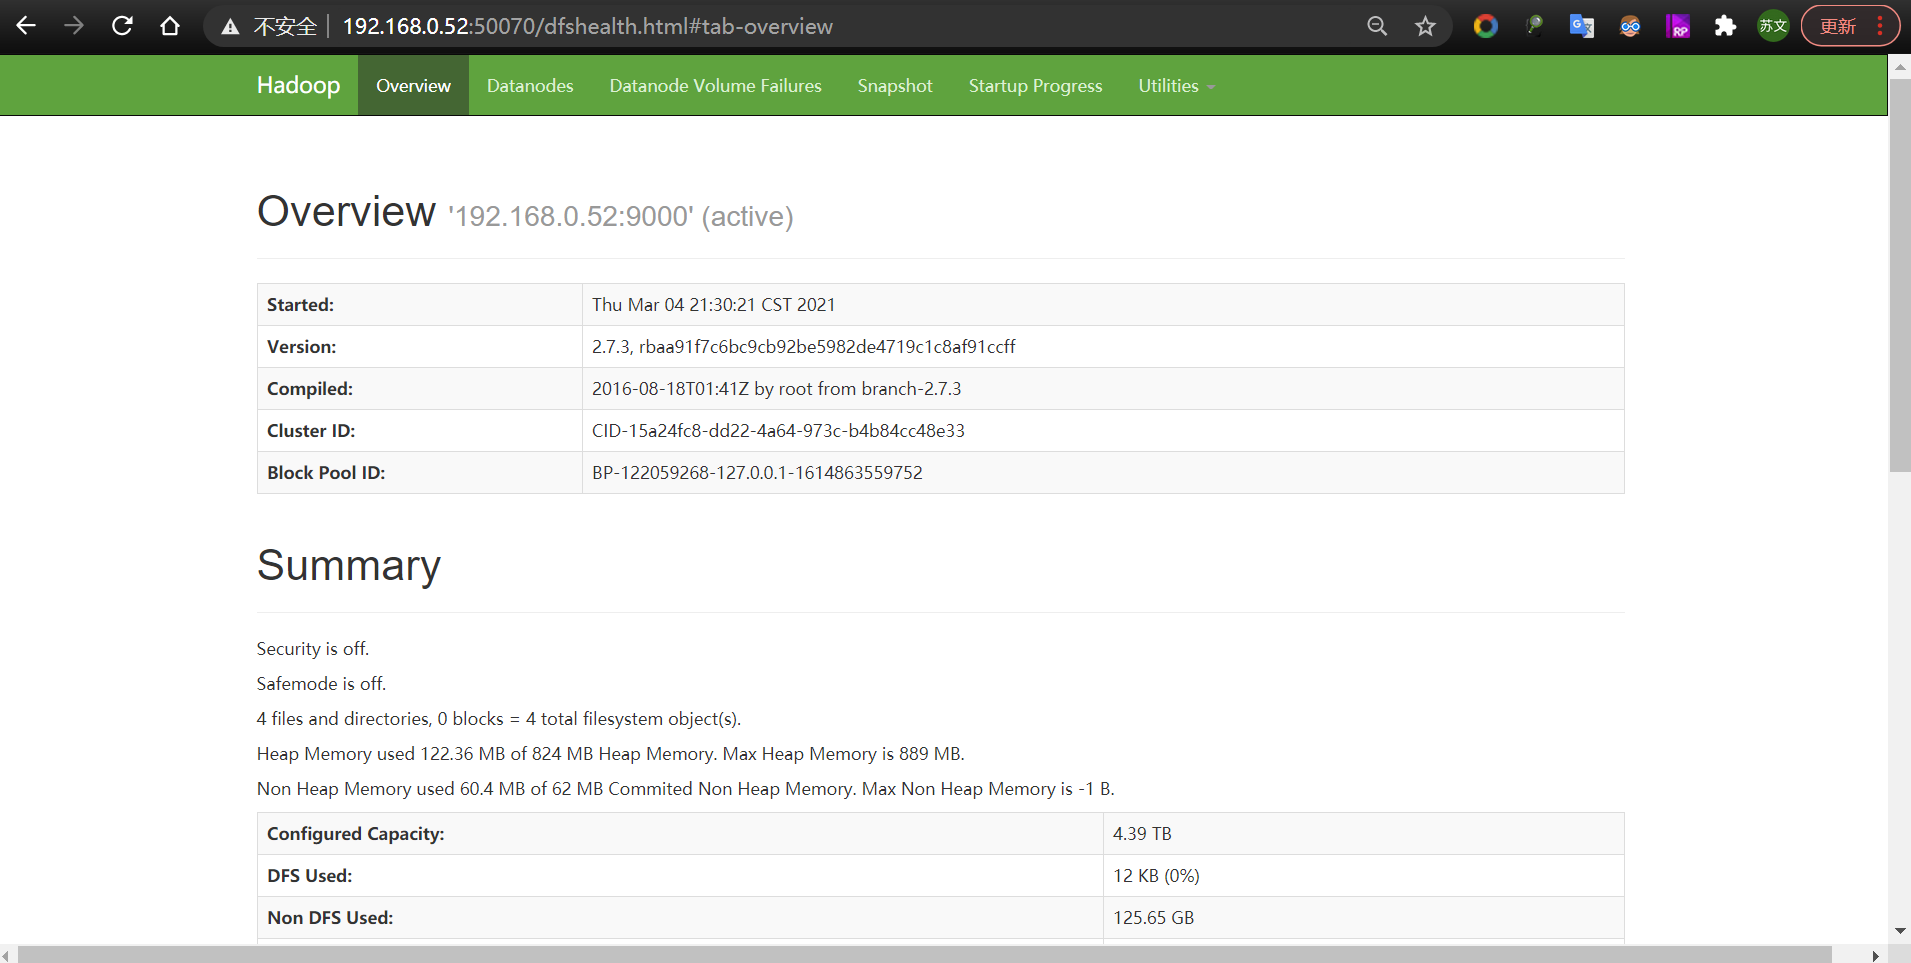 不安全 192.168.0.52:50070/dfshealth.html#tab-overview 苏文 更新
Hadoop Overview Datanodes Datanode Volume Failures Snapshot Startup Progress Utilities
Overview '192.168.0.52:9000' (active)
Started: Thu Mar 04 21:30:21 CST 2021
Version: 2.7.3, rbaa91f7c6bc9cb92be5982de4719c1c8af91ccff
Compiled: 2016-08-18T01:41Z by root from branch-2.7.3
Cluster ID: CID-15a24fc8-dd22-4a64-973c-b4b84cc48e33
Block Pool ID: BP-122059268-127.0.0.1-1614863559752
Summary
Security is off.
Safemode is off.
4 files and directories, 0 blocks = 4 total filesystem object(s).
Heap Memory used 122.36 MB of 824 MB Heap Memory. Max Heap Memory is 889 MB.
Non Heap Memory used 60.4 MB of 62 MB Commited Non Heap Memory. Max Non Heap Memory is -1 B.
Configured Capacity: 4.39 TB
DFS Used: 12 KB (0%)
Non DFS Used: 125.65 GB